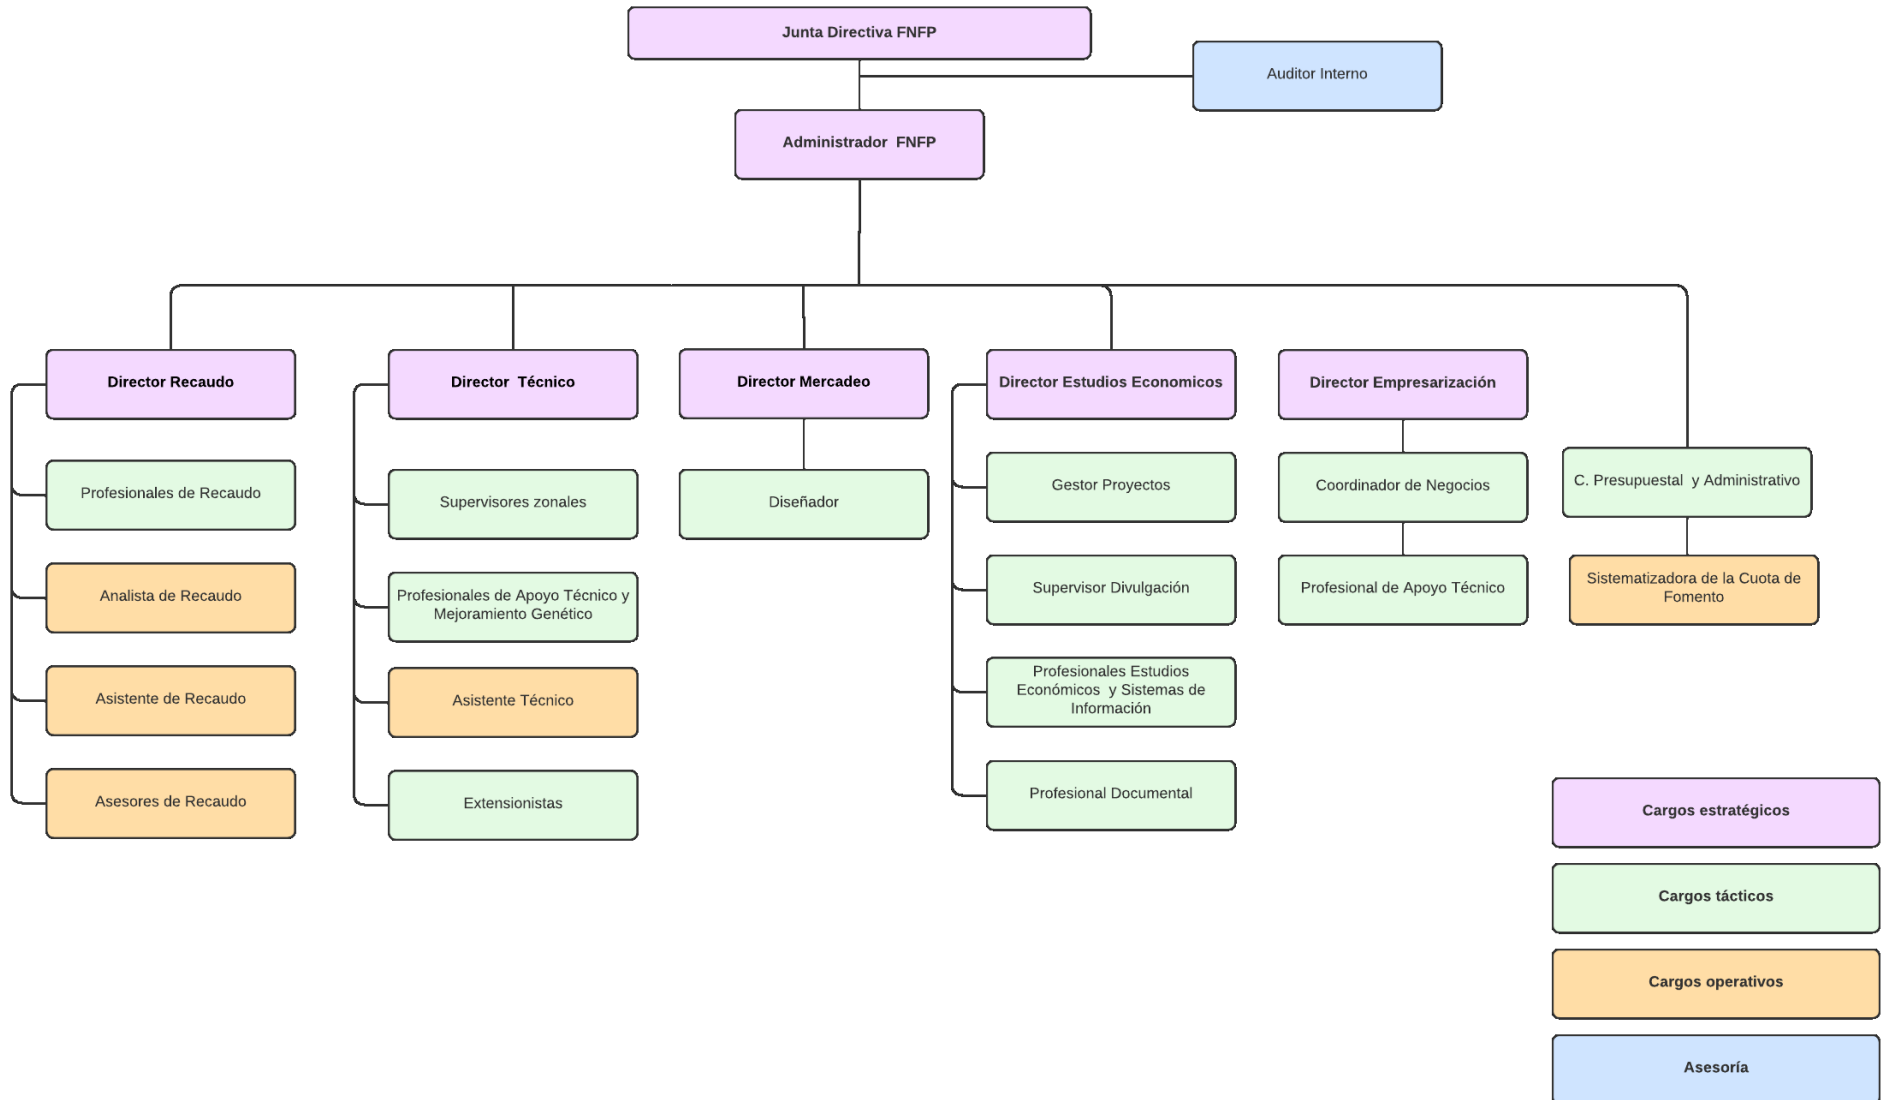 Junta Directiva FNFP
Auditor Interno
Administrador  FNFP
Director Recaudo
Director  Técnico
Director Mercadeo
Director Estudios Economicos
Director Empresarización
Profesionales de Recaudo
Supervisores zonales
Diseñador
Gestor Proyectos
Coordinador de Negocios
C. Presupuestal  y Administrativo
Analista de Recaudo
Profesionales de Apoyo Técnico y
Mejoramiento Genético
Supervisor Divulgación
Profesional de Apoyo Técnico
Sistematizadora de la Cuota de
Fomento
Asistente de Recaudo
Asistente Técnico
Profesionales Estudios
Económicos  y Sistemas de
Información
Asesores de Recaudo
Extensionistas
Profesional Documental
Cargos estratégicos
Cargos tácticos
Cargos operativos
Asesoría